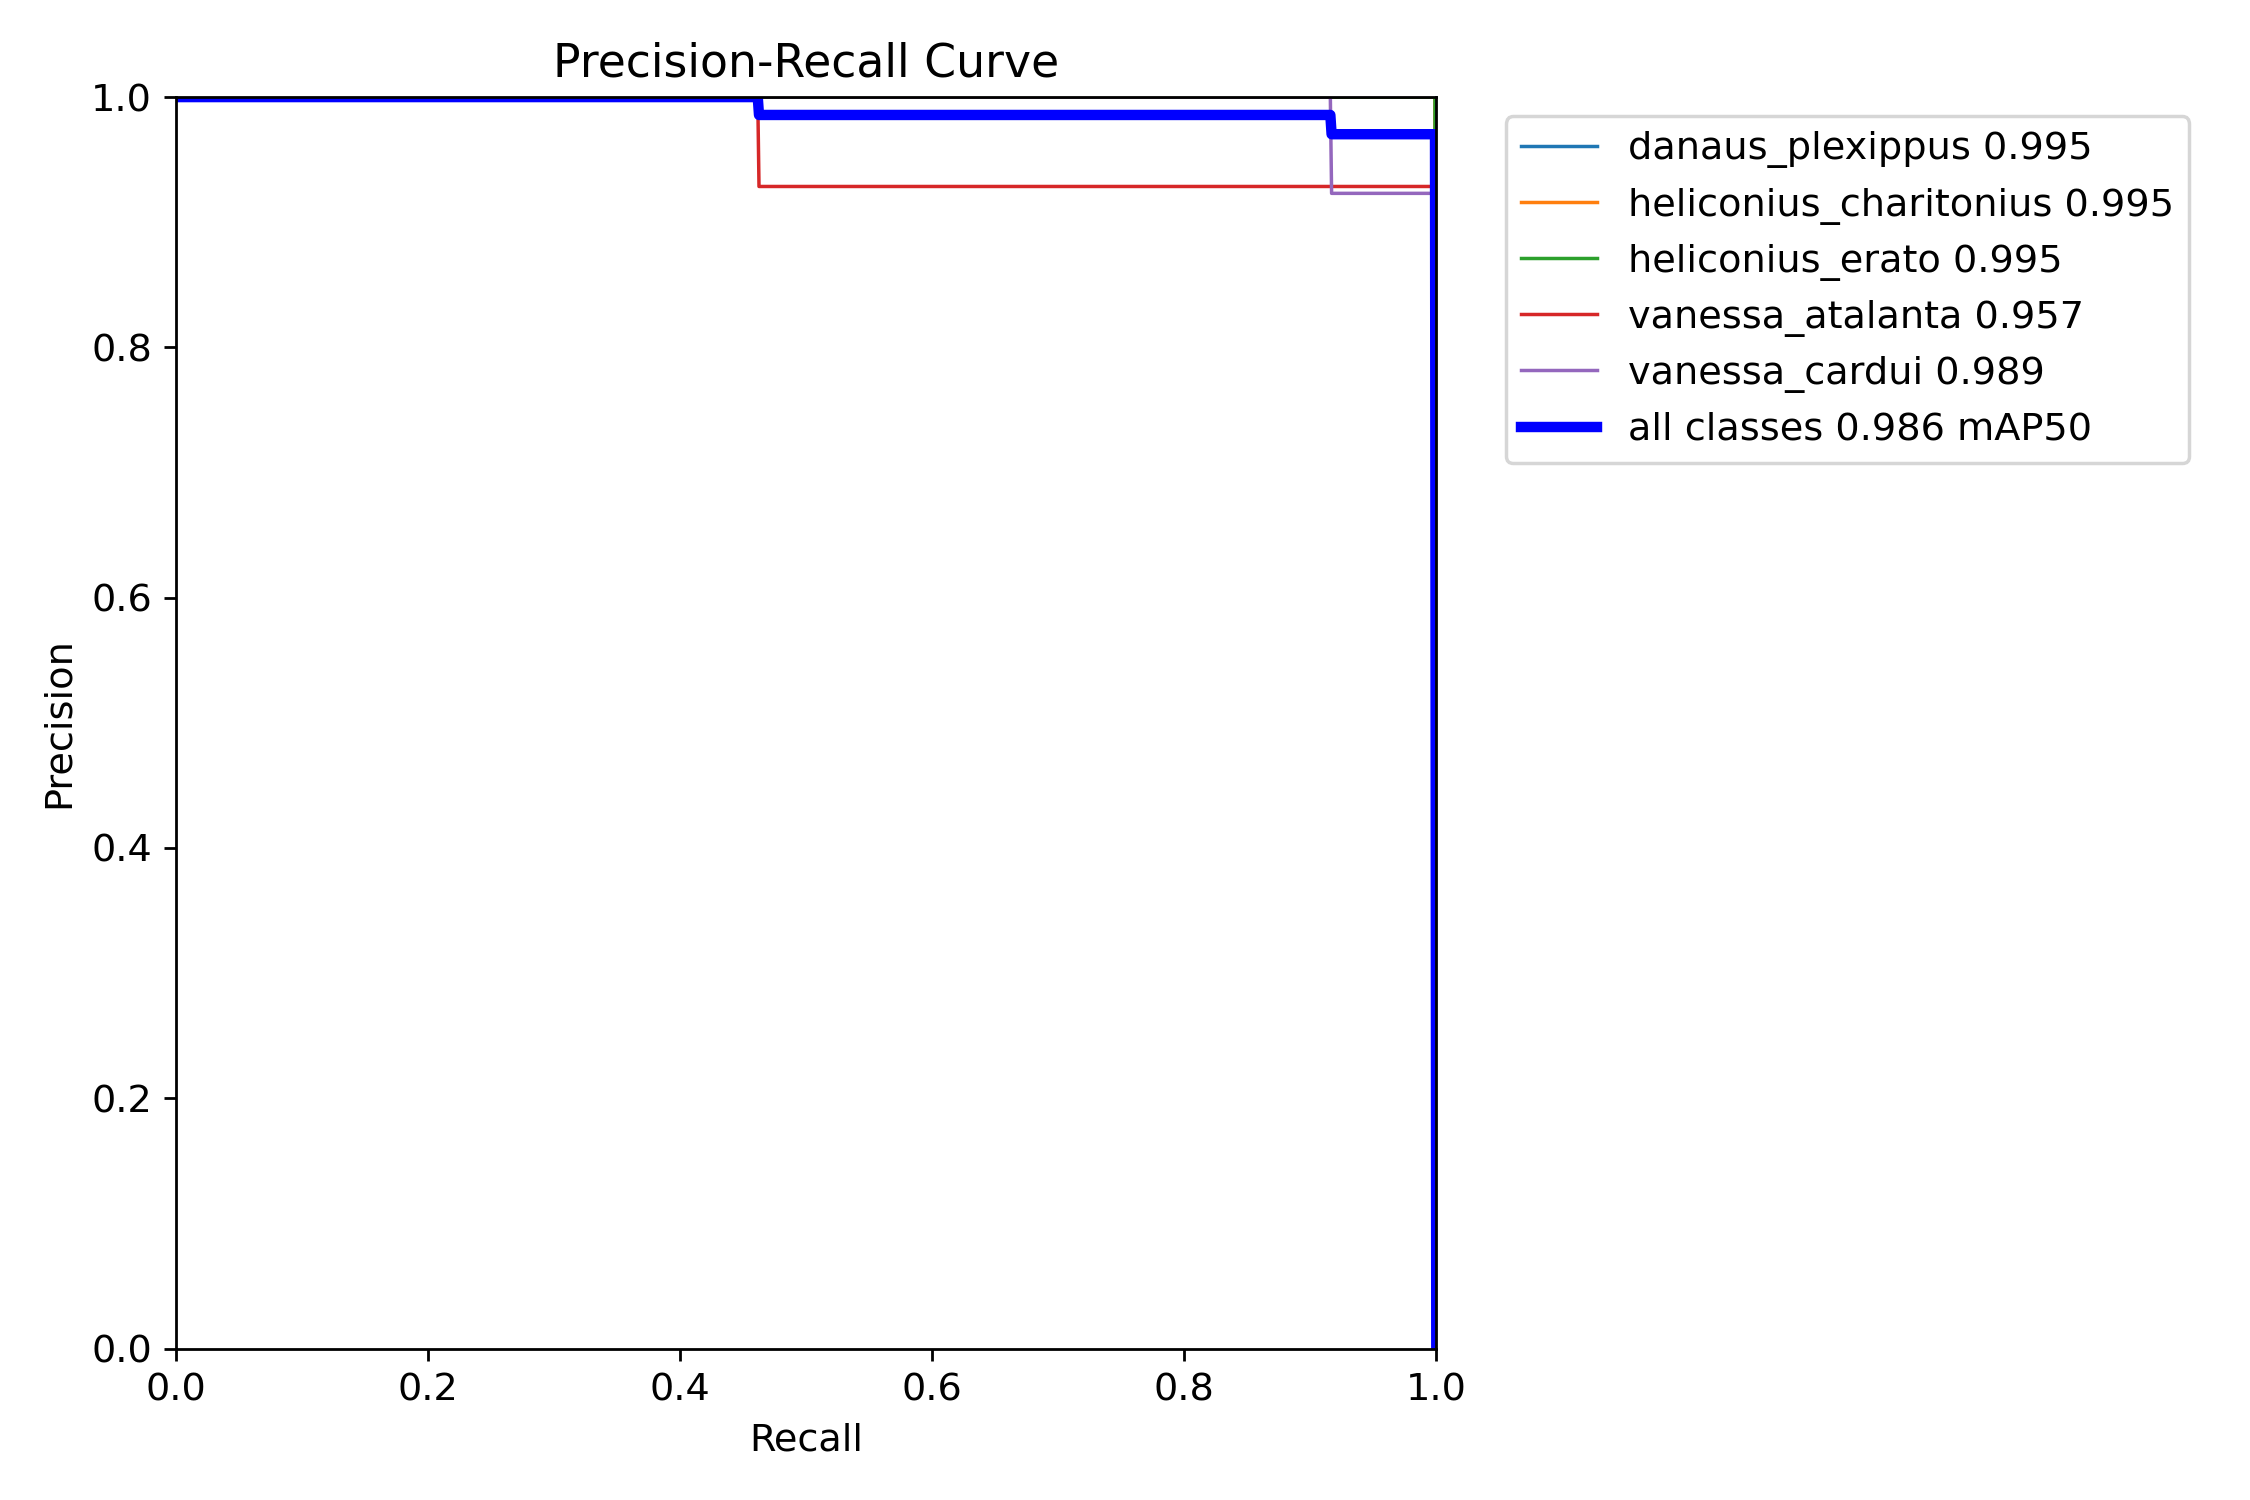 Precision-Recall Curve
1.0
0.8
0.6
0.4
0.2
0.0
Precision
0.0 0.2 0.4 0.6 0.8 1.0
Recall
danaus_plexippus 0.995
heliconius_charitonius 0.995
heliconius_erato 0.995
vanessa_atalanta 0.957
vanessa_cardui 0.989
all classes 0.986 mAP50